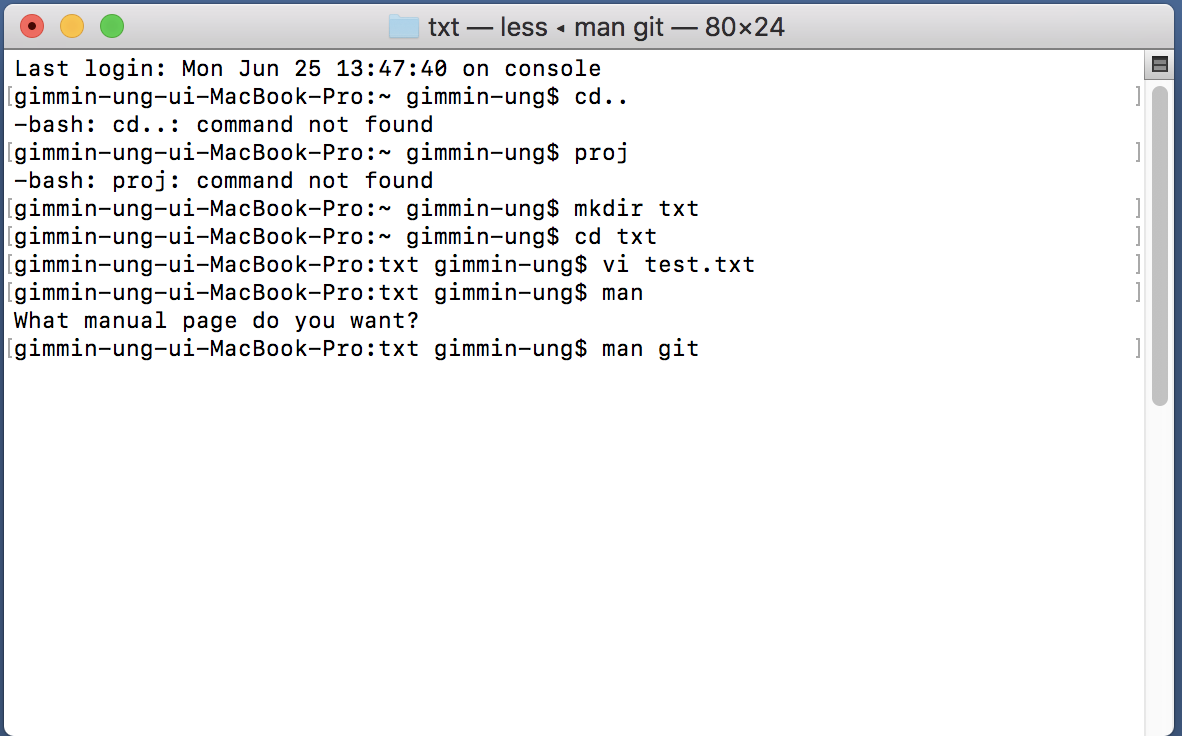 txt — less ◂ man git — 80×24
Last login: Mon Jun 25 13:47:40 on console
[gimmin-ung-ui-MacBook-Pro:~ gimmin-ung$ cd.. ]
-bash: cd..: command not found
[gimmin-ung-ui-MacBook-Pro:~ gimmin-ung$ proj ]
-bash: proj: command not found
[gimmin-ung-ui-MacBook-Pro:~ gimmin-ung$ mkdir txt ]
[gimmin-ung-ui-MacBook-Pro:~ gimmin-ung$ cd txt ]
[gimmin-ung-ui-MacBook-Pro:txt gimmin-ung$ vi test.txt ]
[gimmin-ung-ui-MacBook-Pro:txt gimmin-ung$ man ]
What manual page do you want?
[gimmin-ung-ui-MacBook-Pro:txt gimmin-ung$ man git ]